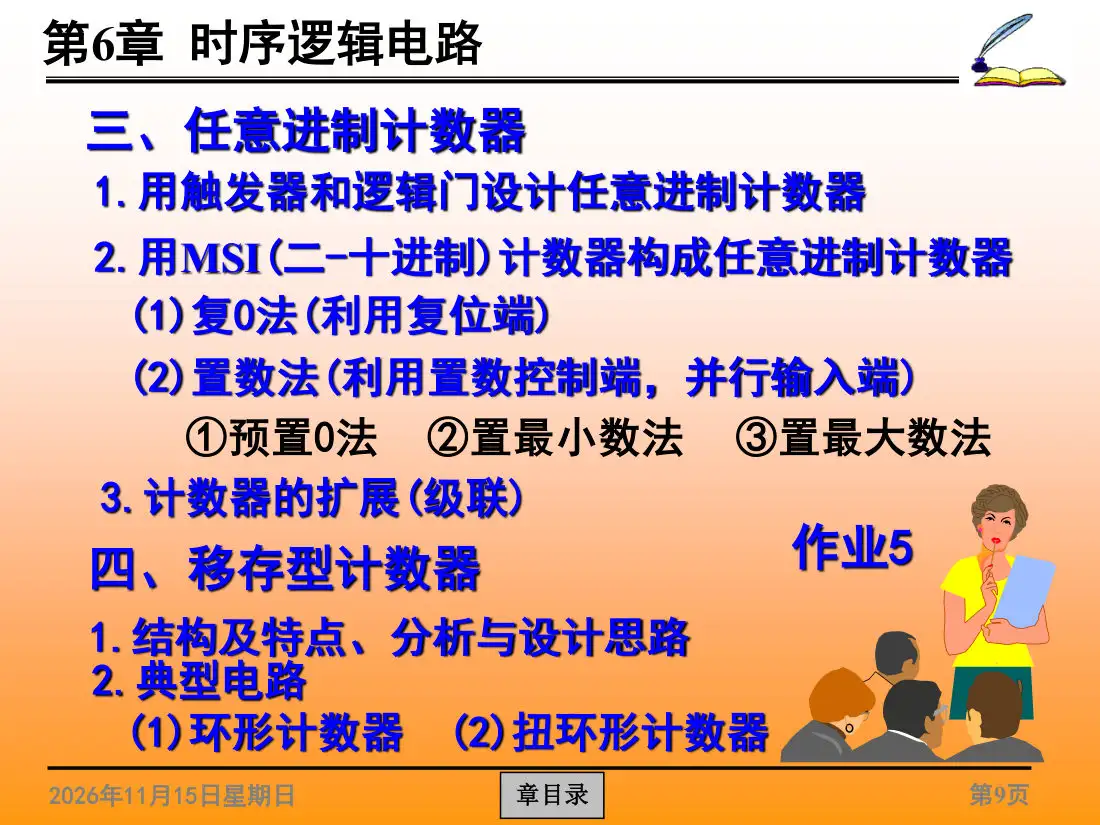 第6章 时序逻辑电路
三、任意进制计数器
1.用触发器和逻辑门设计任意进制计数器
2.用MSI(二-十进制)计数器构成任意进制计数器
(1)复0法(利用复位端)
(2)置数法(利用置数控制端，并行输入端)
①预置0法 ②置最小数法 ③置最大数法
3.计数器的扩展(级联)
作业5
四、移存型计数器
1.结构及特点、分析与设计思路
2.典型电路
(1)环形计数器 (2)扭环形计数器
2026年11月15日星期日 章目录 第9页